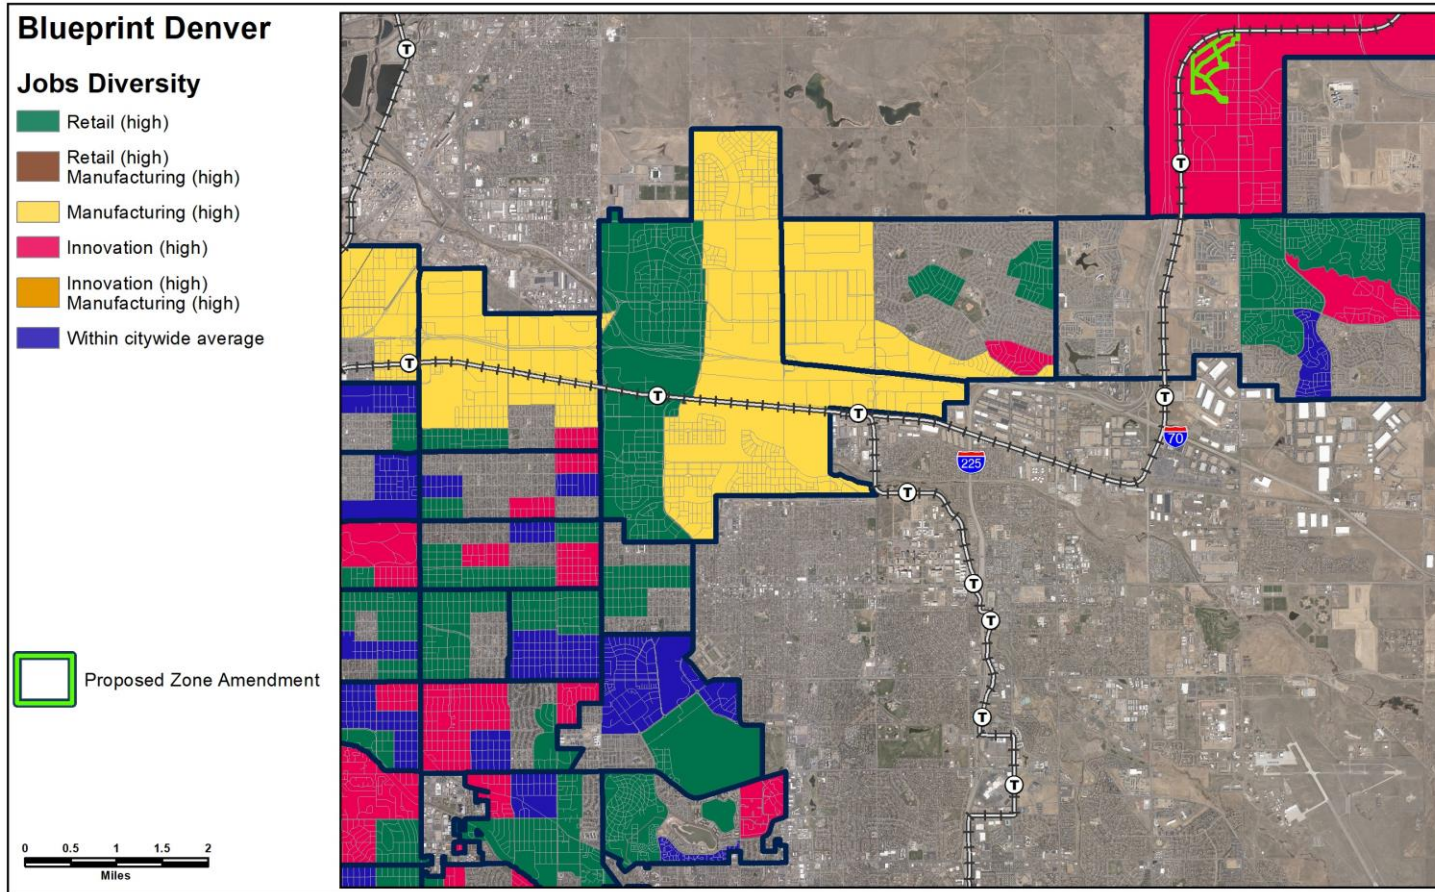 Blueprint Denver
Jobs Diversity
Retail (high)
Retail (high)
Manufacturing (high)
Manufacturing (high)
Innovation (high)
Innovation (high)
Manufacturing (high)
Within citywide average
Proposed Zone Amendment
0 0.5 1 1.5 2
Miles
T
T
T
T
T
T
70
225
T
T
T
T
T